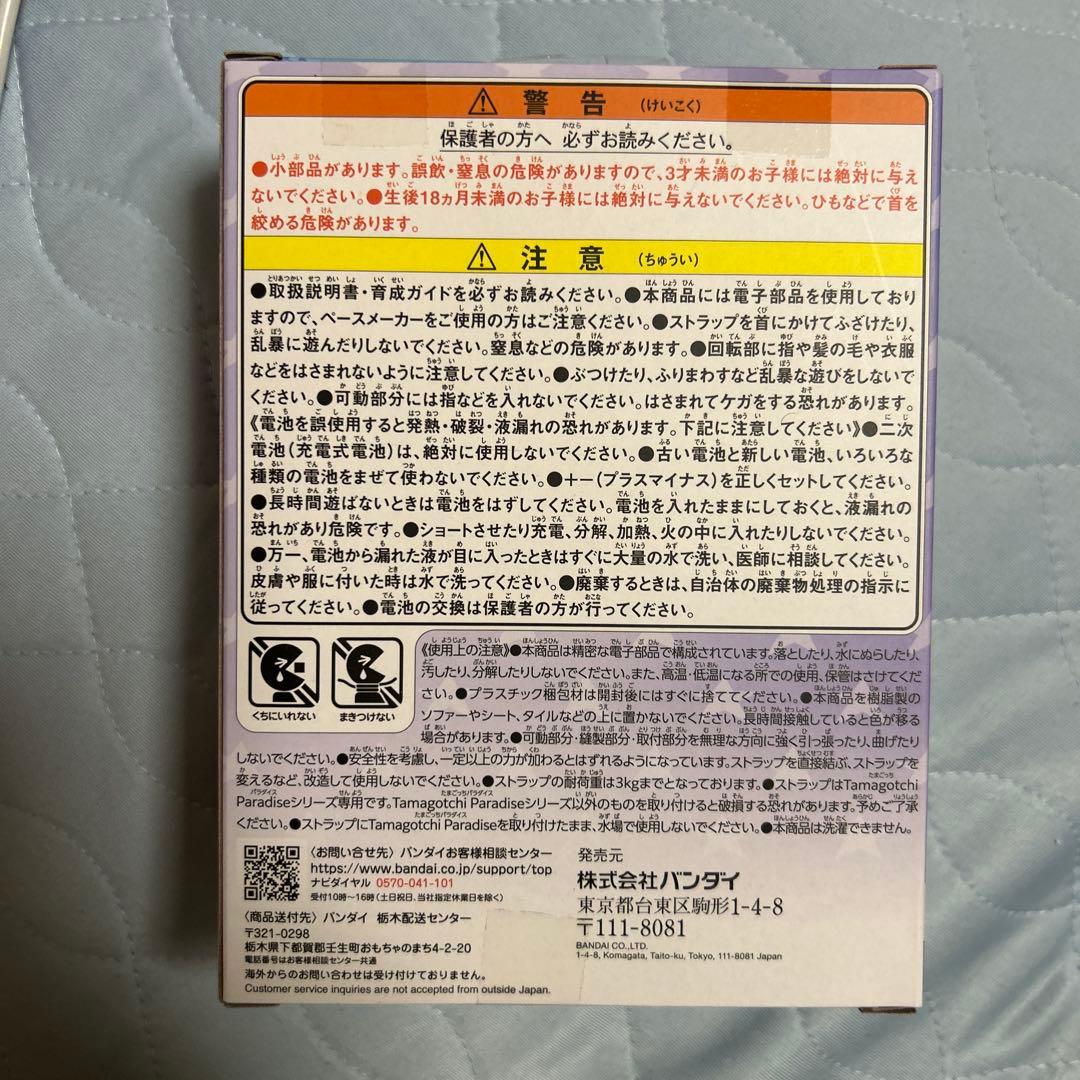 ⚠ 警告 (けいこく)
保護者の方へ 必ずお読みください。
●小部品があります。誤飲・窒息の危険がありますので、3才未満のお子様には絶対に与え
ないでください。●生後18ヵ月未満のお子様には絶対に与えないでください。ひもなどで首を
絞める危険があります。
⚠ 注意 (ちゅうい)
●取扱説明書・育成ガイドを必ずお読みください。●本商品には電子部品を使用しており
ますので、ペースメーカーをご使用の方はご注意ください。●ストラップを首にかけてふざけたり、
乱暴に遊んだりしないでください。窒息などの危険があります。●回転部に指や髪の毛や衣服
などをはさまれないように注意してください。●ぶつけたり、ふりまわすなど乱暴な遊びをしないで
ください。●可動部分には指などを入れないでください。はさまれてケガをする恐れがあります。
《電池を誤使用すると発熱・破裂・液漏れの恐れがあります。下記に注意してください》●二次
電池(充電式電池)は、絶対に使用しないでください。●古い電池と新しい電池、いろいろな
種類の電池をまぜて使わないでください。●+-(プラスマイナス)を正しくセットしてください。
●長時間遊ばないときは電池をはずしてください。電池を入れたままにしておくと、液漏れの
恐れがあり危険です。●ショートさせたり充電、分解、加熱、火の中に入れたりしないでください。
●万一、電池から漏れた液が目に入ったときはすぐに大量の水で洗い、医師に相談してください。
皮膚や服に付いた時は水で洗ってください。●廃棄するときは、自治体の廃棄物処理の指示に
従ってください。●電池の交換は保護者の方が行ってください。
くちにいれない
まきつけない
《使用上の注意》●本商品は精密な電子部品で構成されています。落としたり、水にぬらしたり、
汚したり、分解したりしないでください。また、高温・低温になる所での使用、保管はさけてくだ
さい。●プラスチック梱包材は開封後にはすぐに捨ててください。●本商品を樹脂製の
ソファーやシート、タイルなどの上に置かないでください。長時間接触していると色が移る
場合があります。●可動部分・縫製部分・取付部分を無理な方向に強く引っ張ったり、曲げたり
しないでください。●安全性を考慮し、一定以上の力が加わるとはずれるようになっています。ストラップを直接結ぶ、ストラップを
変えるなど、改造して使用しないでください。●ストラップの耐荷重は3kgまでとなっております。●ストラップはTamagotchi
Paradiseシリーズ専用です。Tamagotchi Paradiseシリーズ以外のものを取り付けると破損する恐れがあります。予めご了承
ください。●ストラップにTamagotchi Paradiseを取り付けたまま、水場で使用しないでください。●本商品は洗濯できません。
〈お問い合せ先〉バンダイお客様相談センター
https://www.bandai.co.jp/support/top
ナビダイヤル 0570-041-101
受付10時〜16時(土日祝日、当社指定休業日を除く)
〈商品送付先〉バンダイ 栃木配送センター
〒321-0298
栃木県下都賀郡壬生町おもちゃのまち4-2-20
電話番号はお客様相談センター共通
海外からのお問い合わせは受け付けておりません。
Customer service inquiries are not accepted from outside Japan.
発売元
株式会社バンダイ
東京都台東区駒形1-4-8
〒111-8081
BANDAI CO.,LTD.
1-4-8, Komagata, Taito-ku, Tokyo, 111-8081 Japan